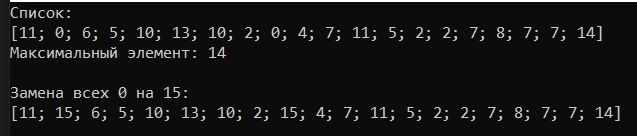 Список:
[11; 0; 6; 5; 10; 13; 10; 2; 0; 4; 7; 11; 5; 2; 2; 7; 8; 7; 7; 14]
Максимальный элемент: 14

Замена всех 0 на 15:
[11; 15; 6; 5; 10; 13; 10; 2; 15; 4; 7; 11; 5; 2; 2; 7; 8; 7; 7; 14]